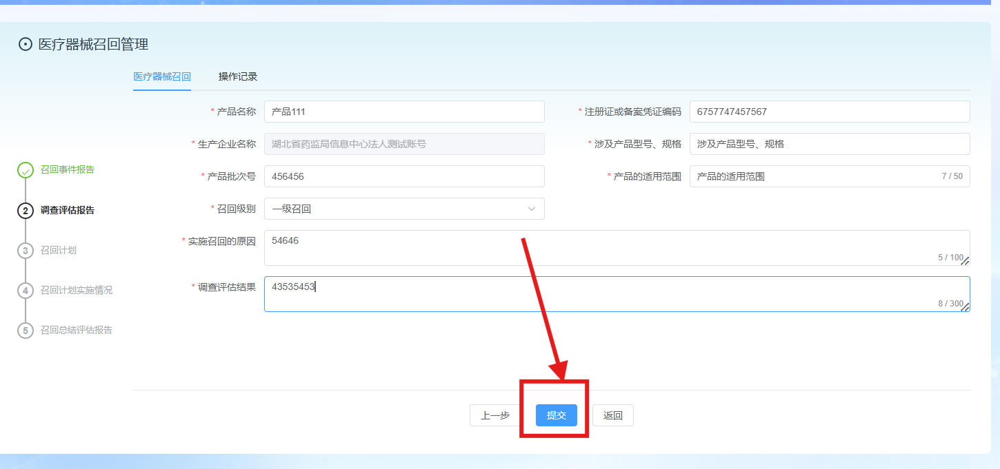 医疗器械召回管理
医疗器械召回 操作记录
* 产品名称 产品111 * 注册证或备案凭证编码 6757747457567
* 生产企业名称 湖北省药监局信息中心法人测试账号 * 涉及产品型号、规格 涉及产品型号、规格
召回事件报告
* 产品批次号 456456 * 产品的适用范围 产品的适用范围 7 / 50
2 调查评估报告
* 召回级别 一级召回
3 召回计划
* 实施召回的原因 54646 5 / 100
4 召回计划实施情况
* 调查评估结果 43535453 8 / 300
5 召回总结评估报告
上一步 提交 返回